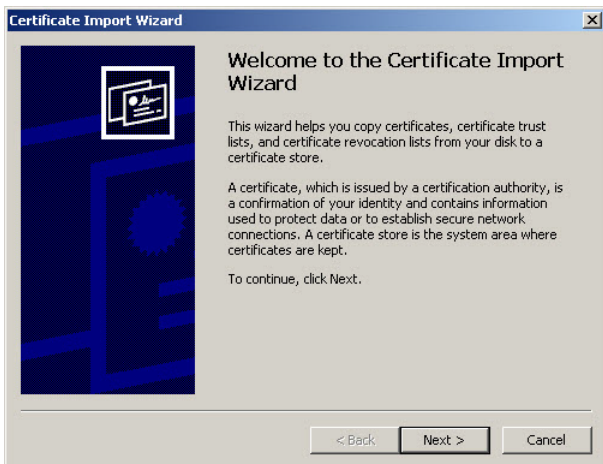 Certificate Import Wizard
Welcome to the Certificate Import
Wizard
This wizard helps you copy certificates, certificate trust
lists, and certificate revocation lists from your disk to a
certificate store.
A certificate, which is issued by a certification authority, is
a confirmation of your identity and contains information
used to protect data or to establish secure network
connections. A certificate store is the system area where
certificates are kept.
To continue, click Next.
< Back
Next >
Cancel